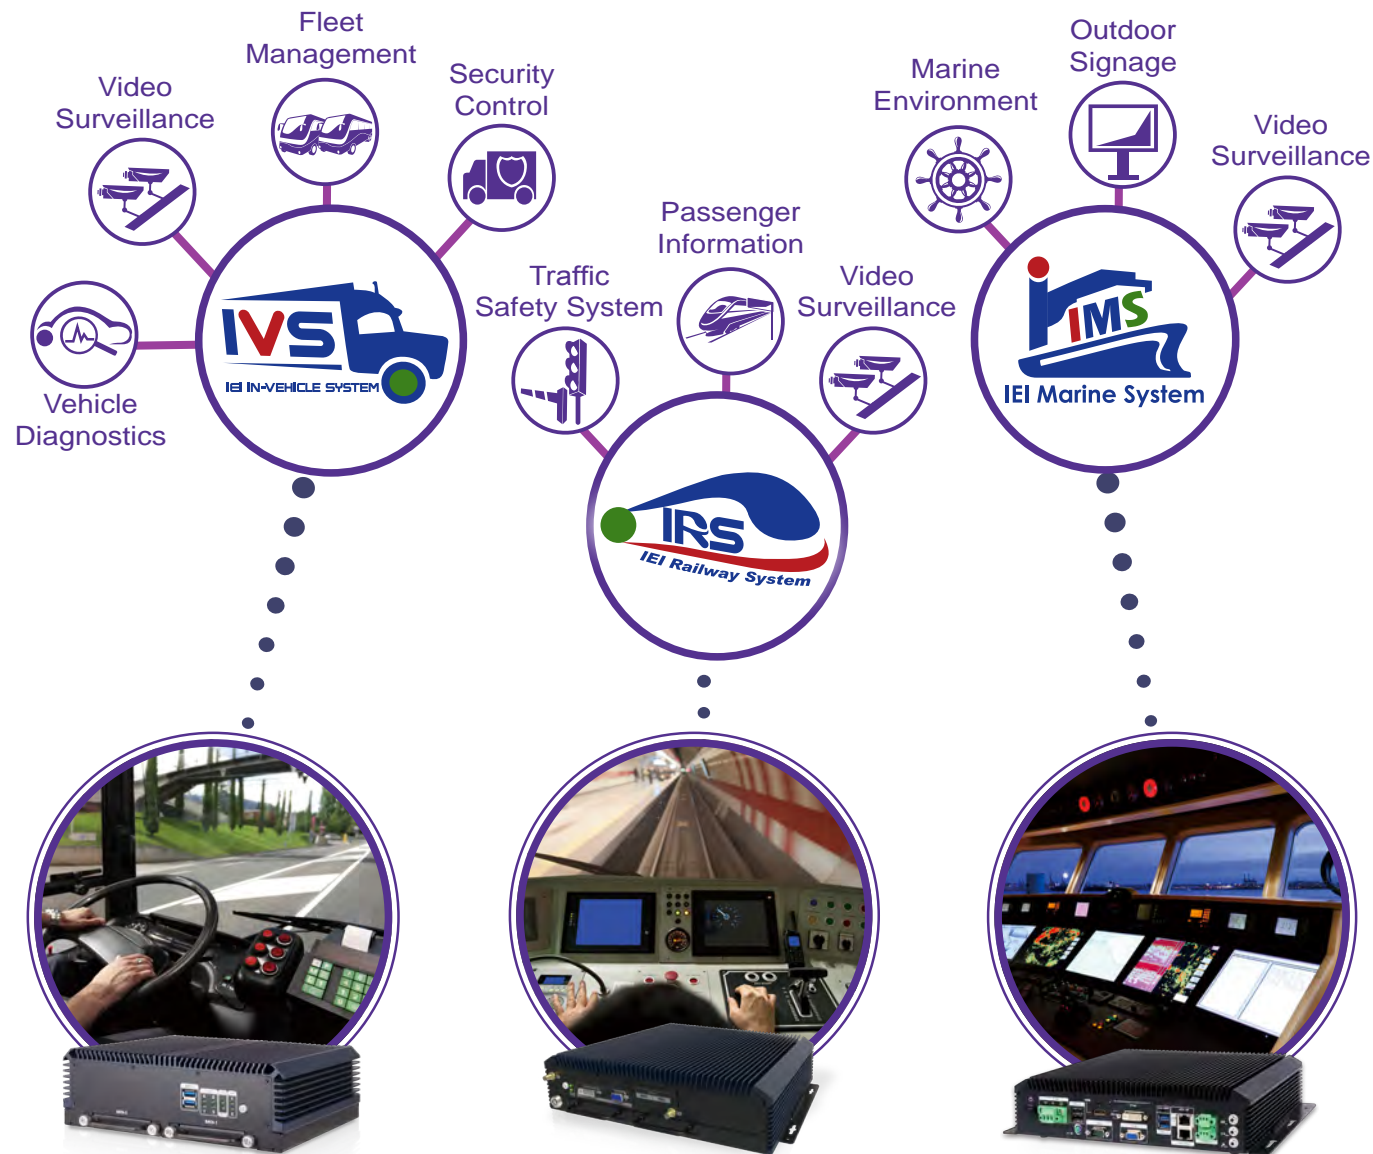 Fleet
Management
Video
Surveillance
Security
Control
Vehicle
Diagnostics
IVS
IEI IN-VEHICLE SYSTEM
Traffic
Safety System
Passenger
Information
Video
Surveillance
IRS
IEI Railway System
Marine
Environment
Outdoor
Signage
Video
Surveillance
IMS
IEI Marine System